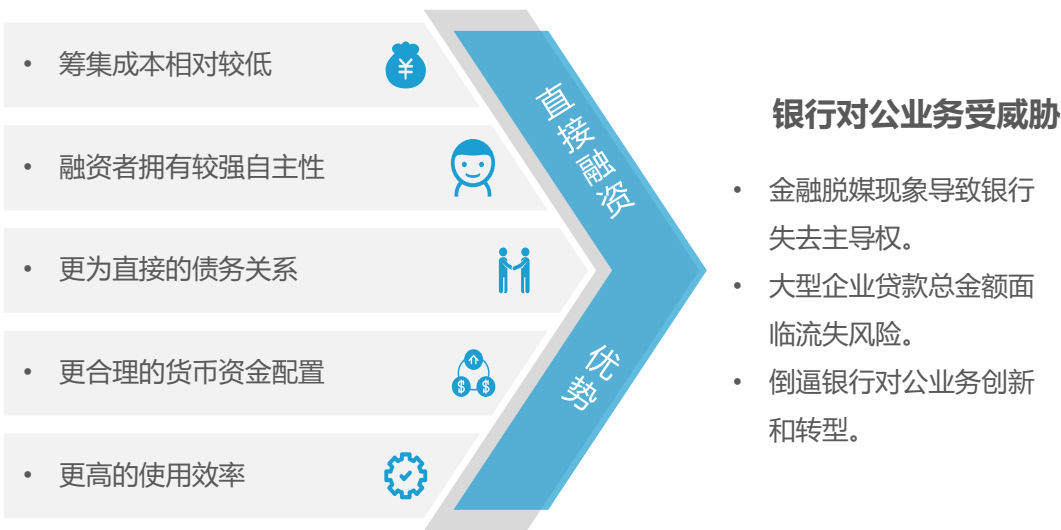 • 筹集成本相对较低
• 融资者拥有较强自主性
• 更为直接的债务关系
• 更合理的货币资金配置
• 更高的使用效率
¥
$ $
直接融资
优势
银行对公业务受威胁
• 金融脱媒现象导致银行
失去主导权。
• 大型企业贷款总金额面
临流失风险。
• 倒逼银行对公业务创新
和转型。